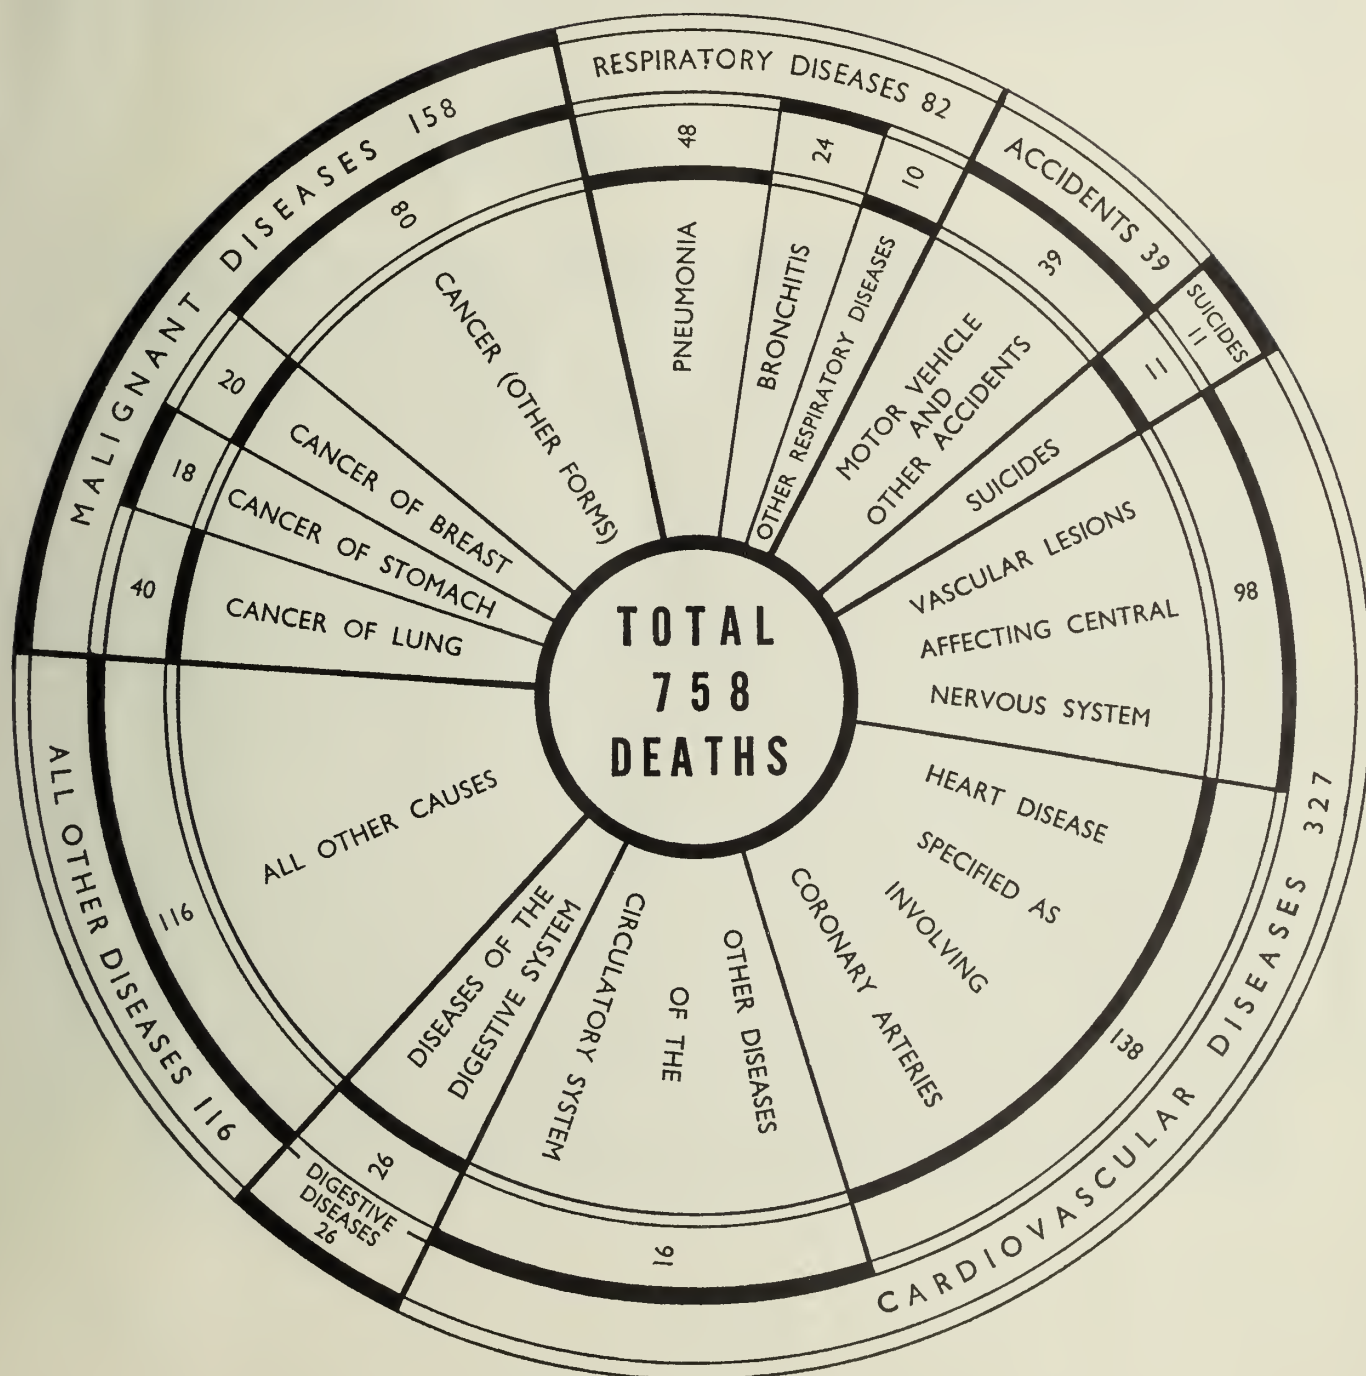 RESPIRATORY DISEASES 82
48
24
10
PNEUMONIA
BRONCHITIS
OTHER RESPIRATORY DISEASES
ACCIDENTS 39
39
MOTOR VEHICLE
AND
OTHER ACCIDENTS
SUICIDES
11
11
SUICIDES
CARDIOVASCULAR DISEASES 327
98
VASCULAR LESIONS
AFFECTING CENTRAL
NERVOUS SYSTEM
138
HEART DISEASE
SPECIFIED AS
INVOLVING
CORONARY ARTERIES
91
OTHER DISEASES
OF THE
CIRCULATORY SYSTEM
DIGESTIVE
DISEASES
26
26
DISEASES OF THE
DIGESTIVE SYSTEM
ALL OTHER DISEASES 116
116
ALL OTHER CAUSES
MALIGNANT DISEASES 158
40
CANCER OF LUNG
18
CANCER OF STOMACH
20
CANCER OF BREAST
80
CANCER (OTHER FORMS)
TOTAL
758
DEATHS